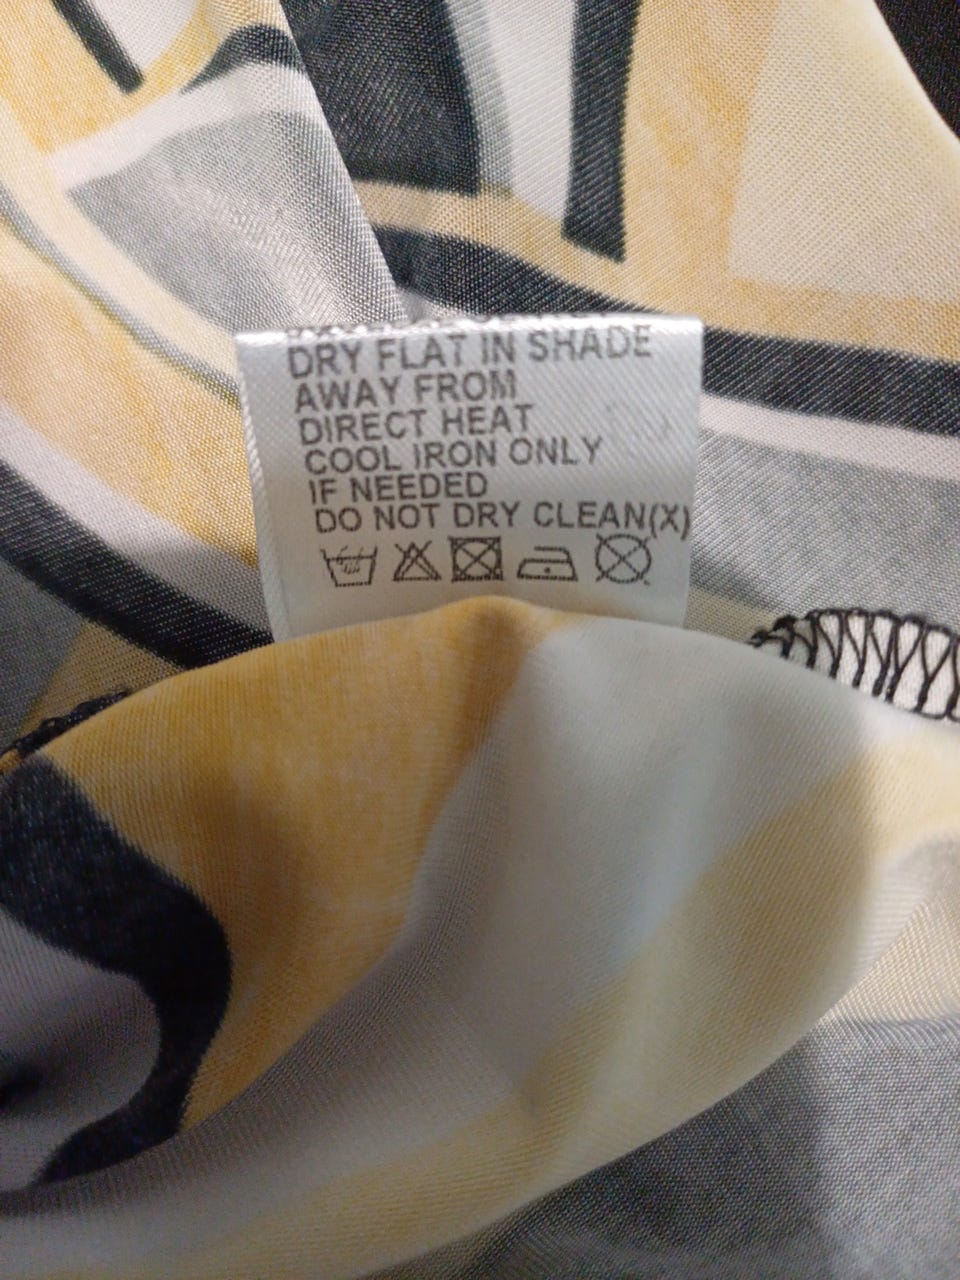 DRY FLAT IN SHADE
AWAY FROM
DIRECT HEAT
COOL IRON ONLY
IF NEEDED
DO NOT DRY CLEAN(X)